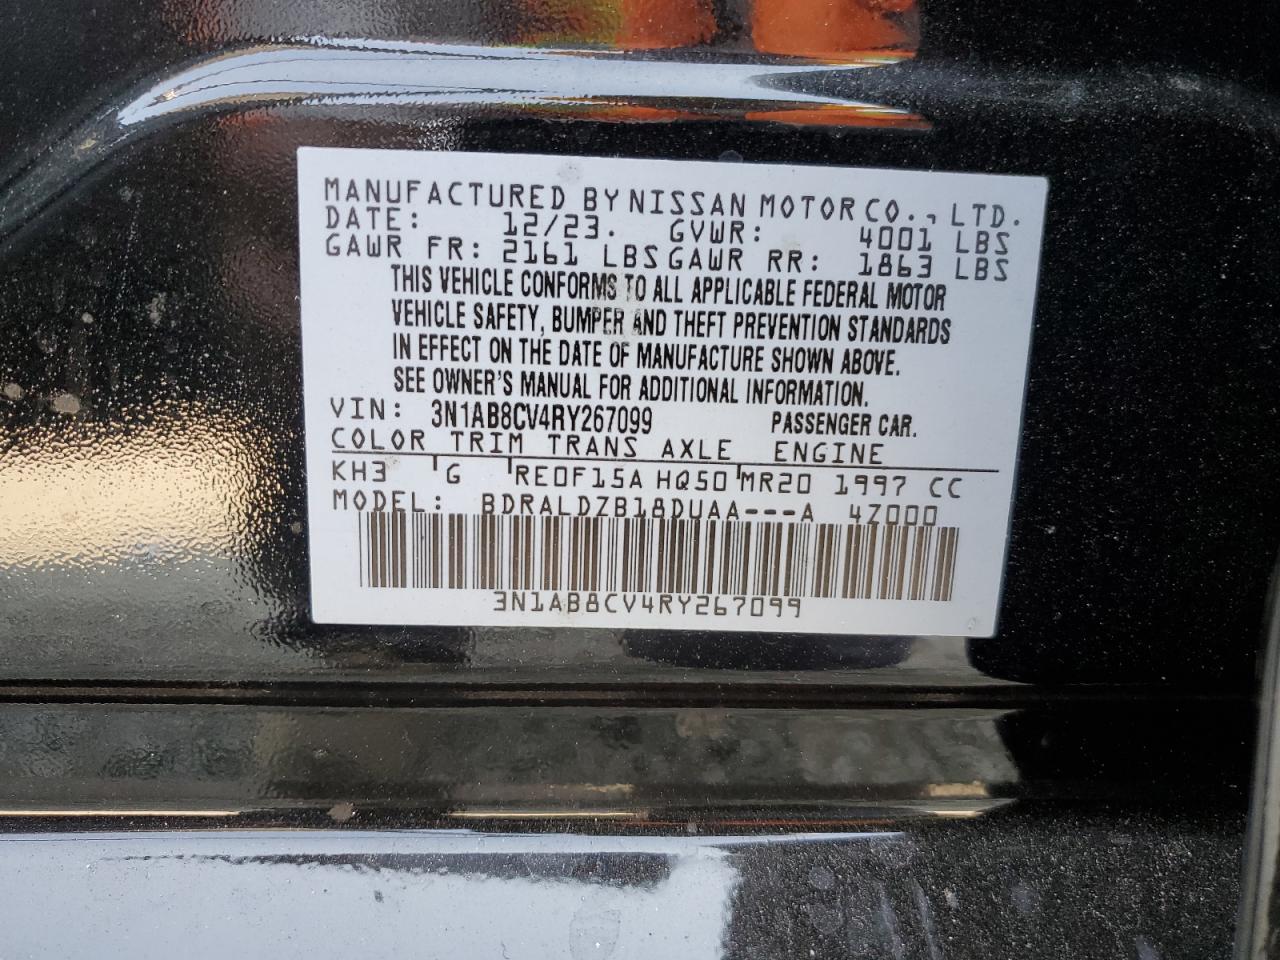 MANUFACTURED BY NISSAN MOTOR CO., LTD.
DATE: 12/23. GVWR: 4001 LBS
GAWR FR: 2161 LBS GAWR RR: 1863 LBS
THIS VEHICLE CONFORMS TO ALL APPLICABLE FEDERAL MOTOR
VEHICLE SAFETY, BUMPER AND THEFT PREVENTION STANDARDS
IN EFFECT ON THE DATE OF MANUFACTURE SHOWN ABOVE.
SEE OWNER'S MANUAL FOR ADDITIONAL INFORMATION.
VIN: 3N1AB8CV4RY267099 PASSENGER CAR.
COLOR TRIM TRANS AXLE ENGINE
KH3 G RE0F15A HQ50 MR20 1997 CC
MODEL: BDRALDZB18DUAA---A 4Z000
3N1AB8CV4RY267099